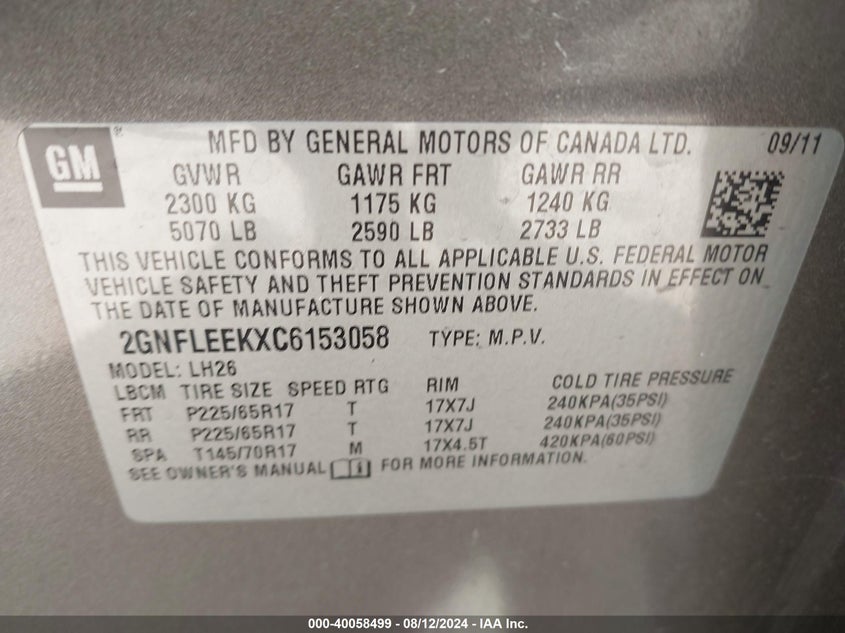 GM ® MFD BY GENERAL MOTORS OF CANADA LTD. 09/11
GVWR GAWR FRT GAWR RR
2300 KG 1175 KG 1240 KG
5070 LB 2590 LB 2733 LB
THIS VEHICLE CONFORMS TO ALL APPLICABLE U.S. FEDERAL MOTOR
VEHICLE SAFETY AND THEFT PREVENTION STANDARDS IN EFFECT ON
THE DATE OF MANUFACTURE SHOWN ABOVE.
2GNFLEEKXC6153058 TYPE: M.P.V.
MODEL: LH26
LBCM TIRE SIZE SPEED RTG RIM COLD TIRE PRESSURE
FRT P225/65R17 T 17X7J 240KPA(35PSI)
RR P225/65R17 T 17X7J 240KPA(35PSI)
SPA T145/70R17 M 17X4.5T 420KPA(60PSI)
SEE OWNER'S MANUAL FOR MORE INFORMATION.
000-40058499 - 08/12/2024 - IAA Inc.